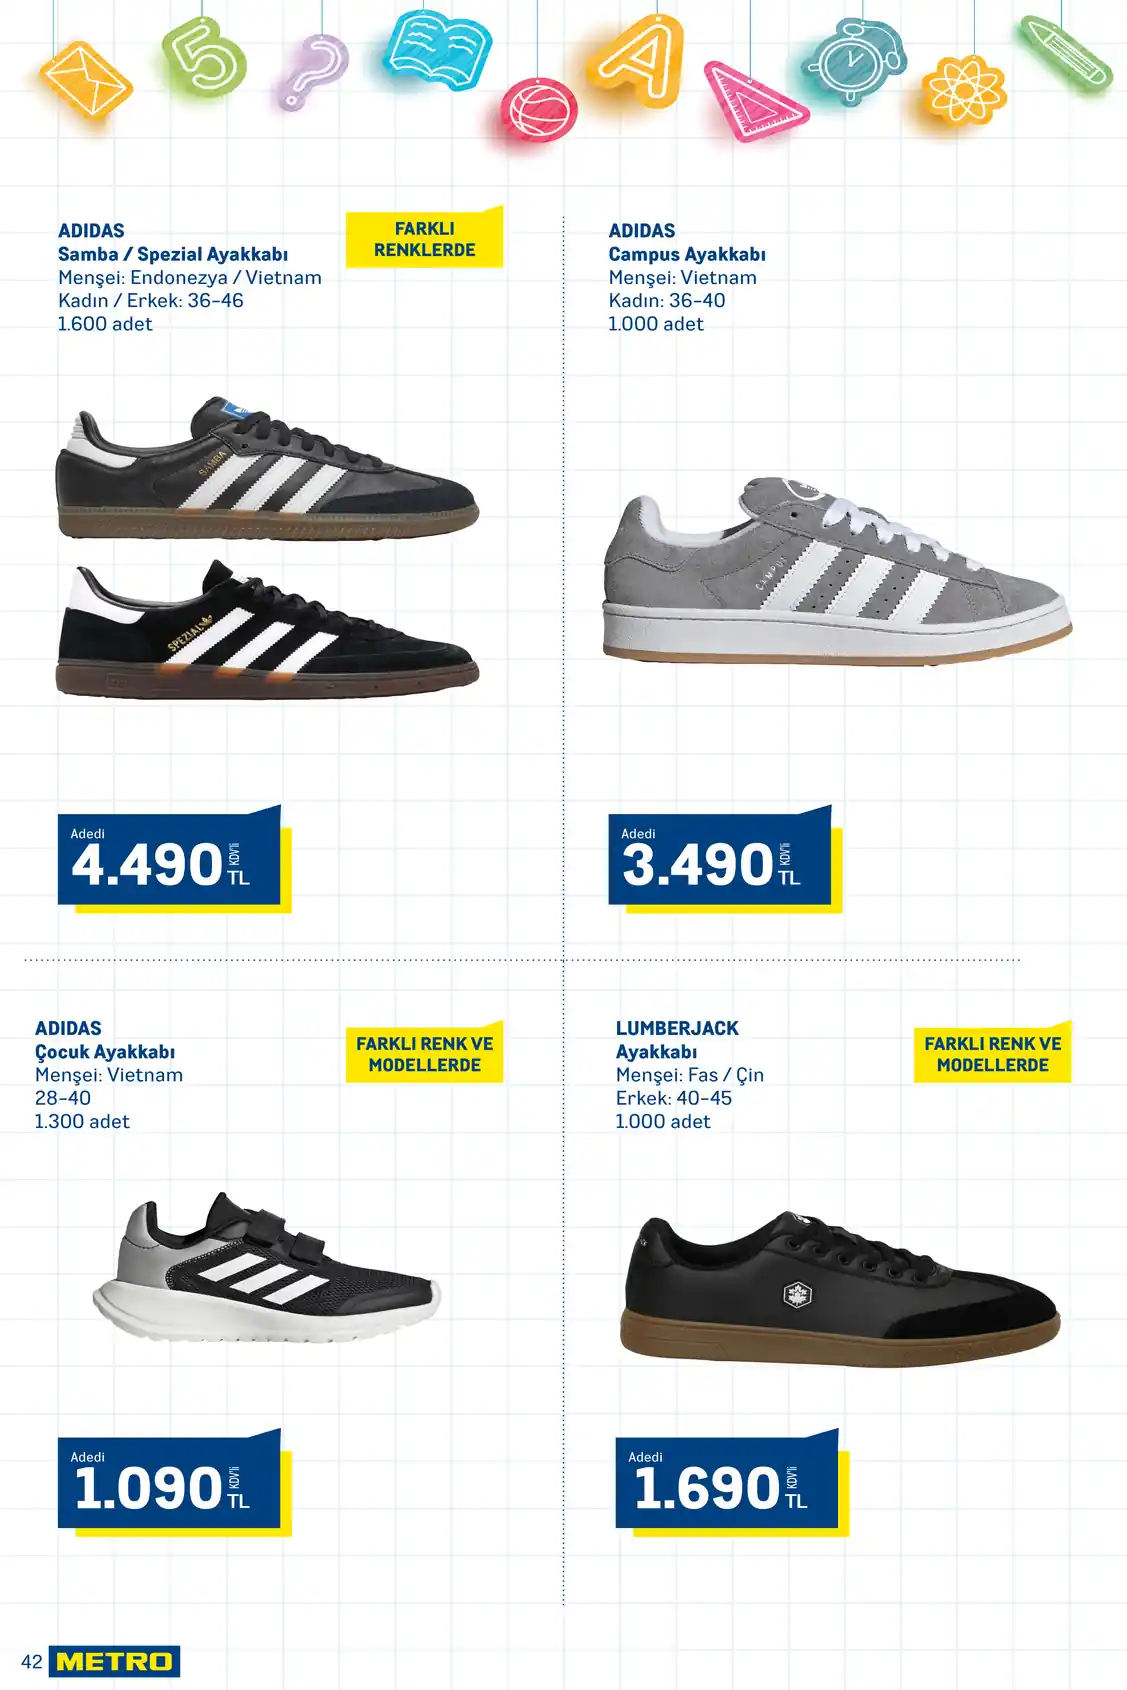 5
?
A
ADIDAS
Samba / Spezial Ayakkabı
Menşei: Endonezya / Vietnam
Kadın / Erkek: 36-46
1.600 adet
FARKLI
RENKLERDE
SAMBA
SPEZIAL
Adedi
4.490 KDV'li
TL
ADIDAS
Campus Ayakkabı
Menşei: Vietnam
Kadın: 36-40
1.000 adet
CAMPUS
Adedi
3.490 KDV'li
TL
ADIDAS
Çocuk Ayakkabı
Menşei: Vietnam
28-40
1.300 adet
FARKLI RENK VE
MODELLERDE
Adedi
1.090 KDV'li
TL
LUMBERJACK
Ayakkabı
Menşei: Fas / Çin
Erkek: 40-45
1.000 adet
FARKLI RENK VE
MODELLERDE
Adedi
1.690 KDV'li
TL
42 METRO